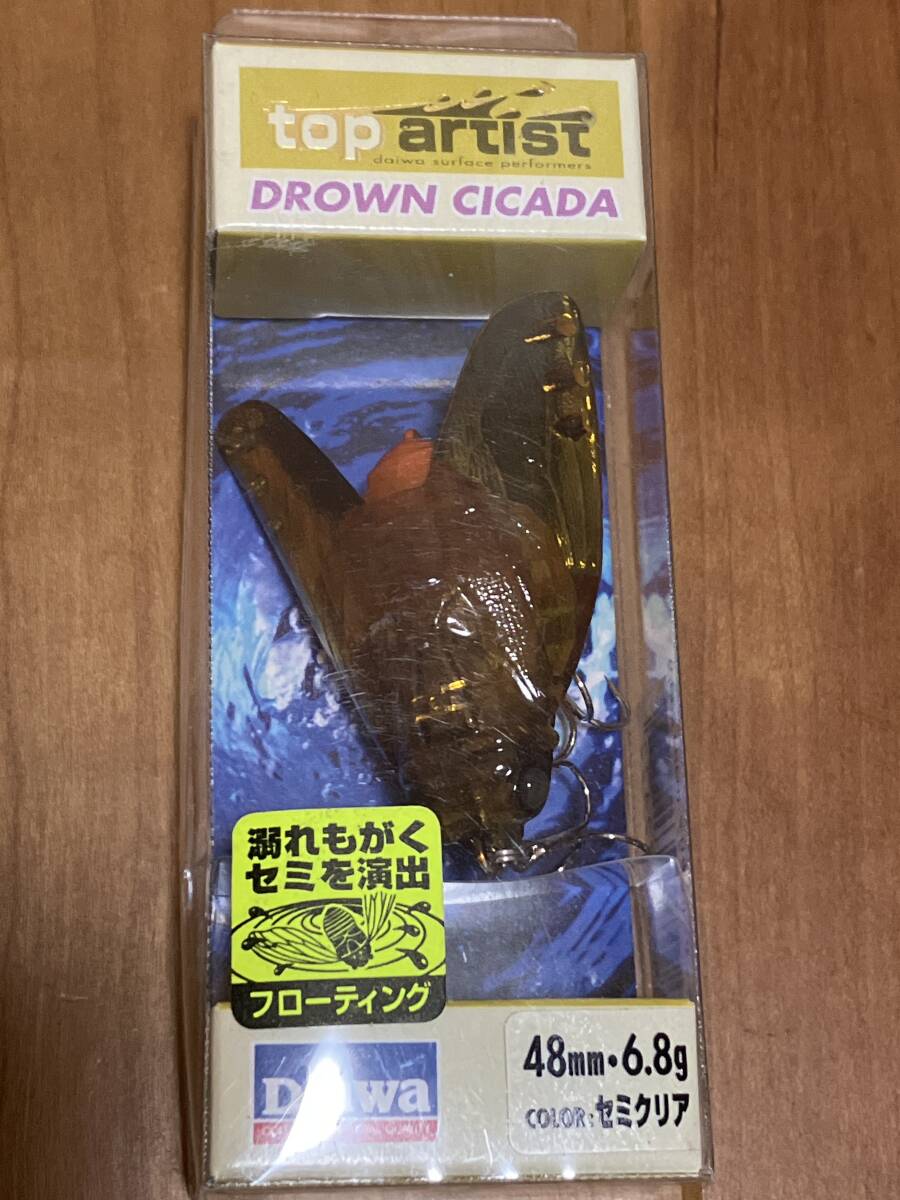 top artist
daiwa surface performers
DROWN CICADA
溺れもがく
セミを演出
フローティング
48mm・6.8g
COLOR:セミクリア
Daiwa